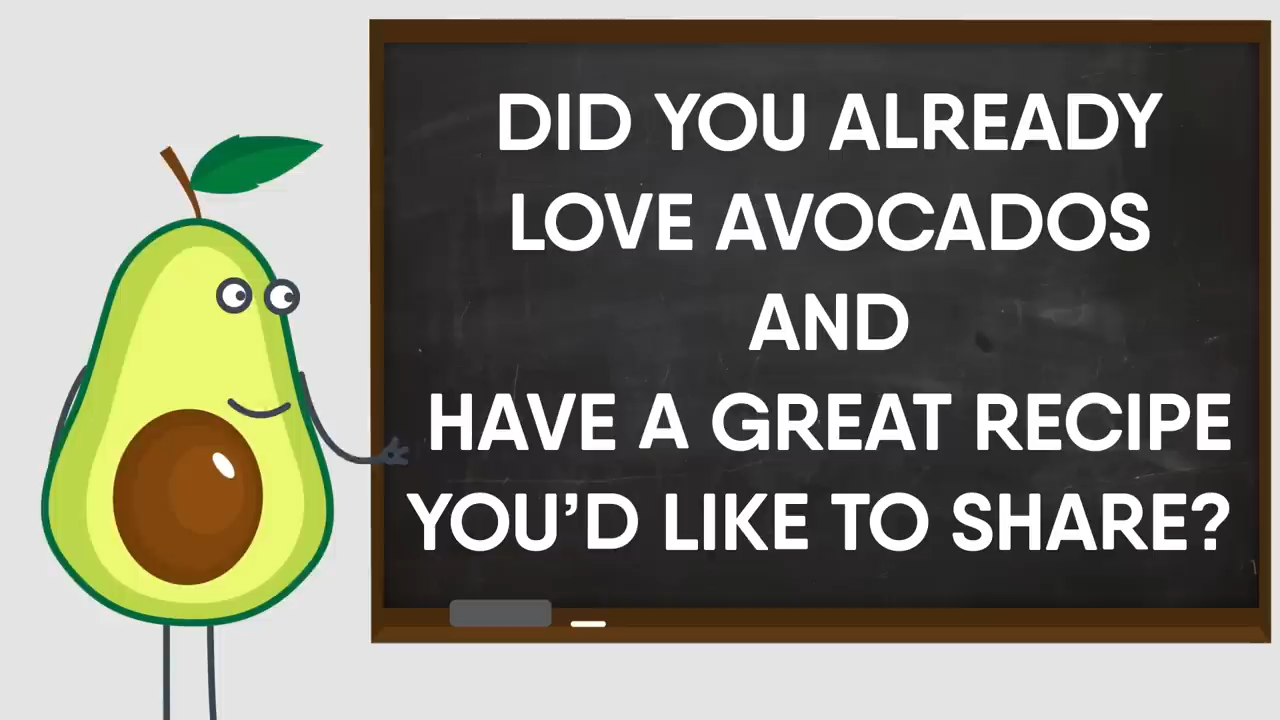 DID YOU ALREADY
LOVE AVOCADOS
AND
HAVE A GREAT RECIPE
YOU’D LIKE TO SHARE?